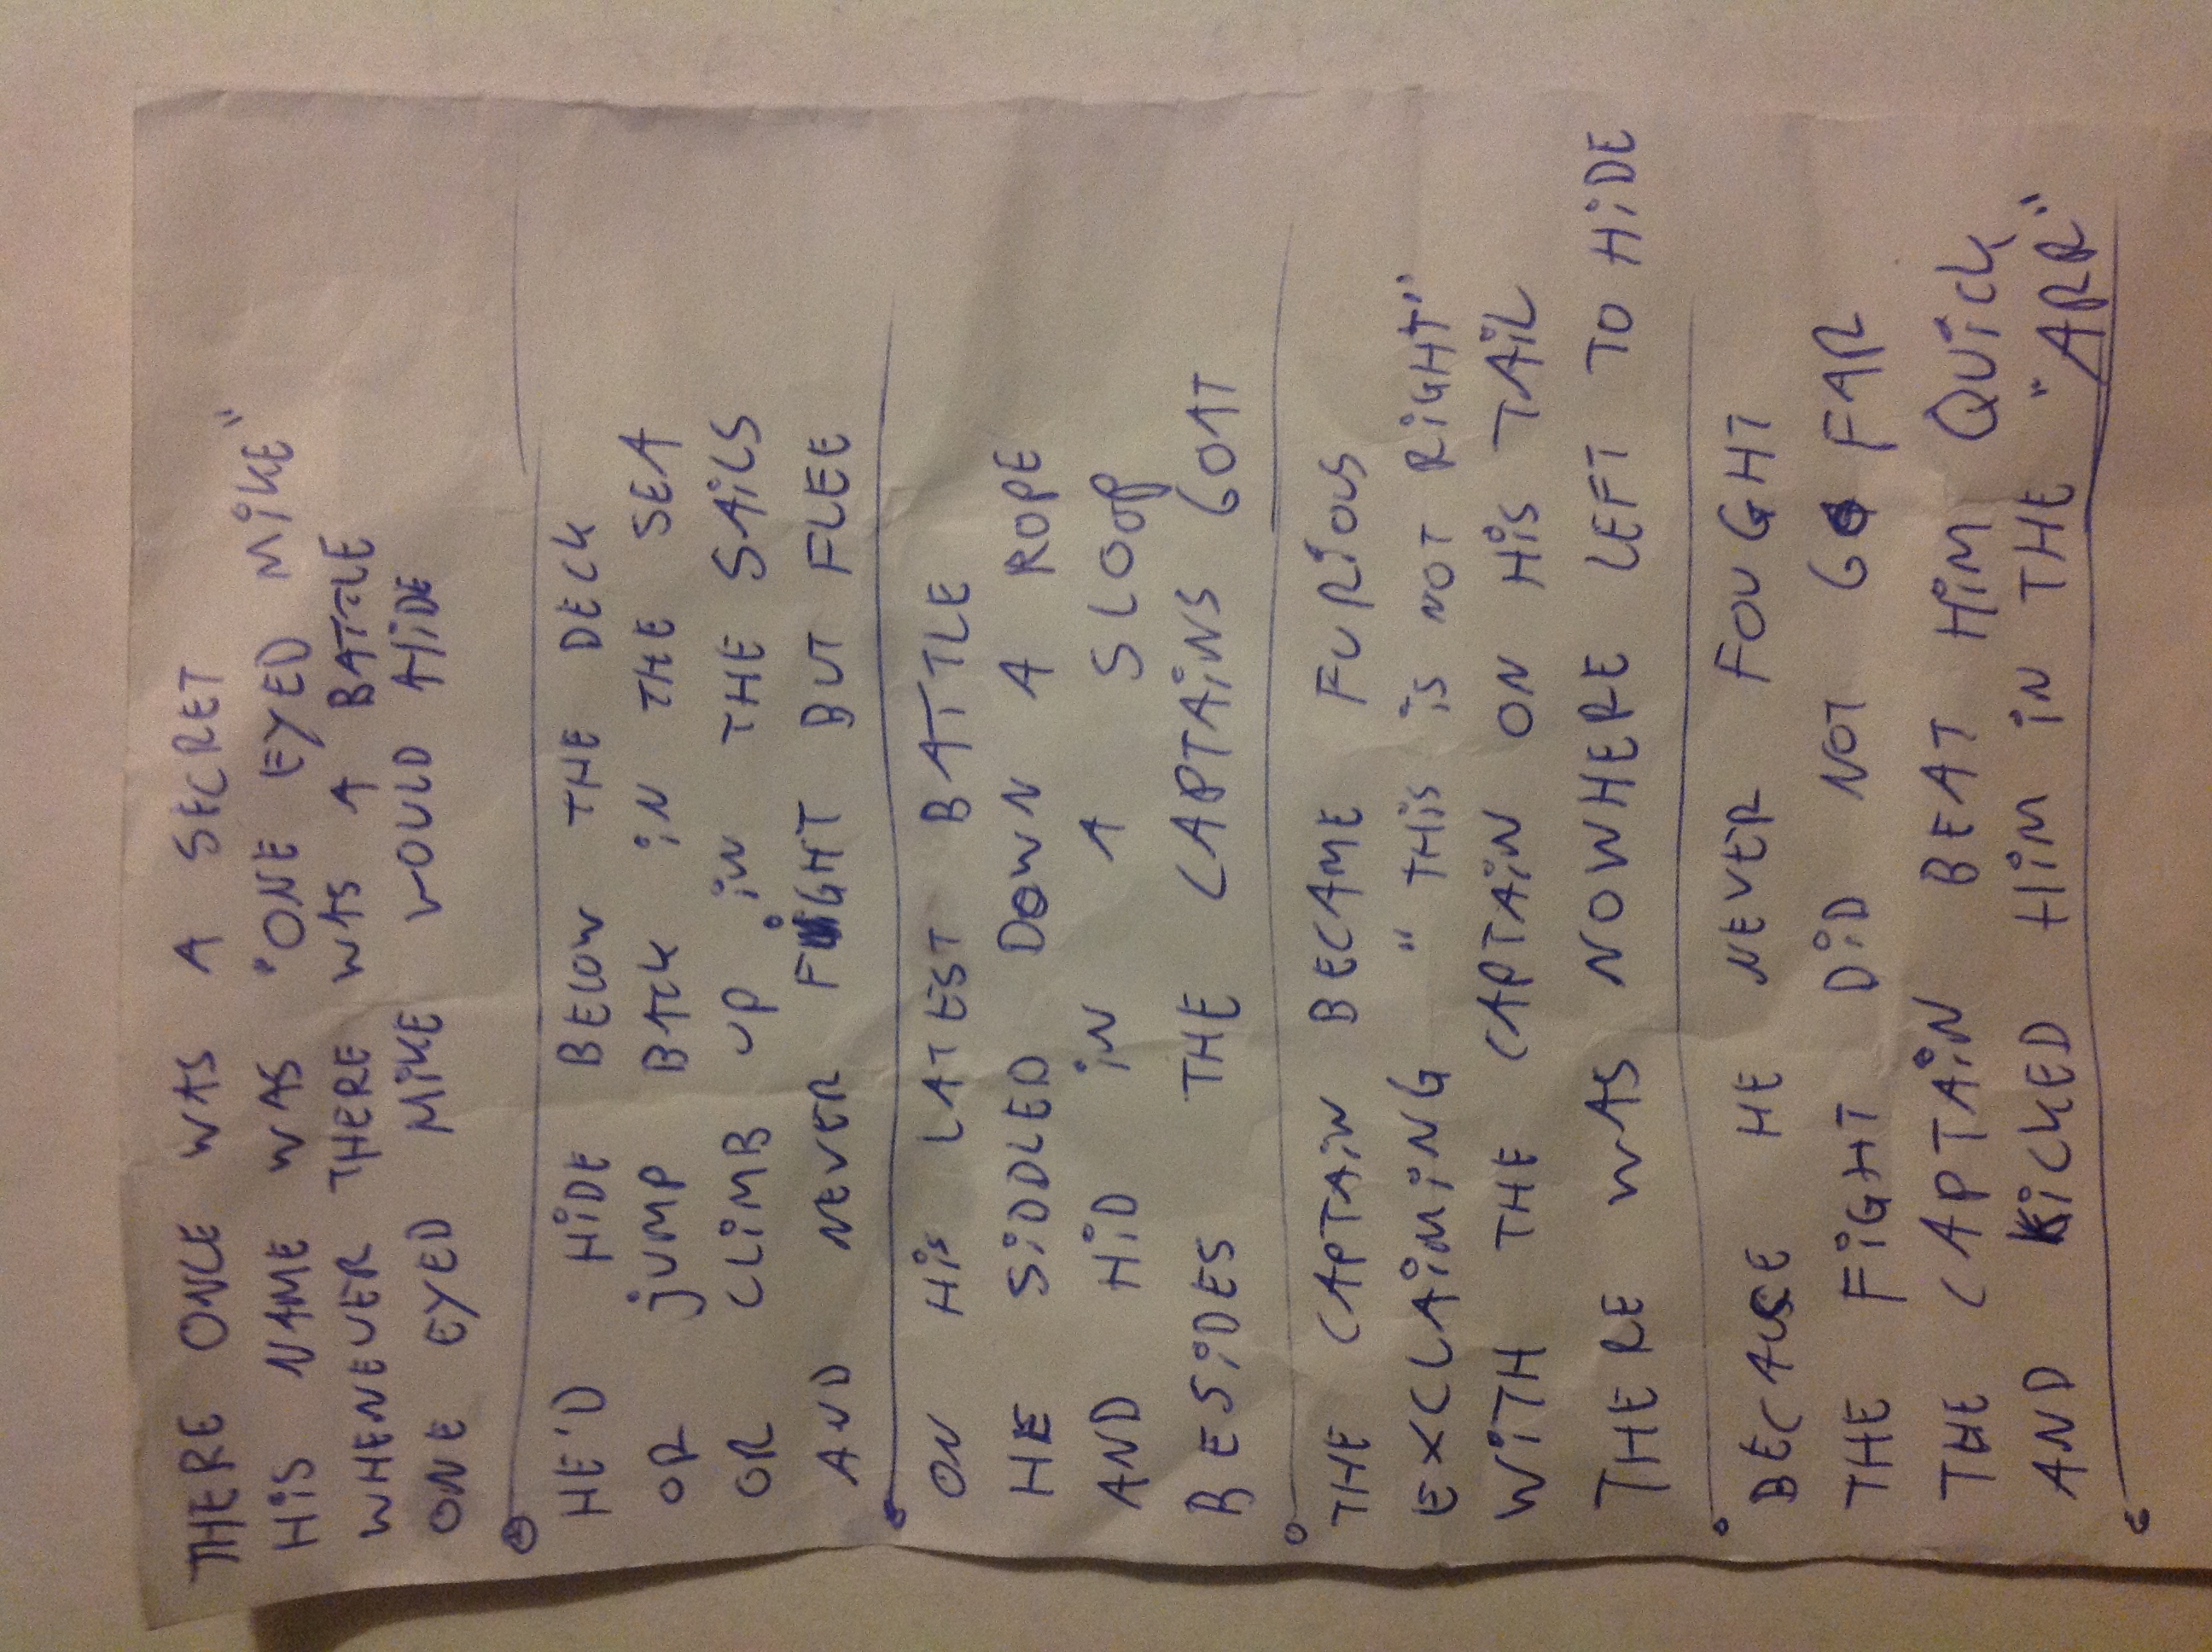 THERE ONCE WAS A SECRET
HiS NAME WAS "ONE EYED MiKE"
WHENEVER THERE WAS A BATTLE
ONE EYED MiKE WOULD HiDE
HE'D HiDE BELOW THE DECK
OR jUMP BACK iN THE SEA
OR CLiMB UP iN THE SAiLS
AND NEVER FiGHT BUT FLEE
ON HiS LATEST BATTLE
HE SiDDLED DOWN A ROPE
AND HiD iN A SLOOP
BESiDES THE CAPTAiNS GOAT
THE CAPTAiN BECAME FURiOUS
EXCLAiMiNG "THiS iS NOT RiGHT"
WiTH THE CAPTAiN ON HiS TAiL
THERE WAS NOWHERE LEFT TO HiDE
BECAUSE HE NEVER FOUGHT
THE FiGHT DiD NOT GO FAR
THE CAPTAiN BEAT HiM QUiCK
AND KiCKED HiM iN THE "ARR"